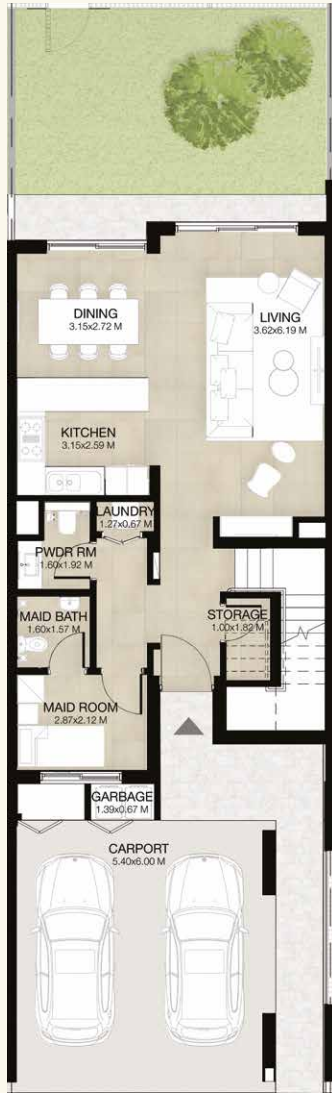 DINING
3.15x2.72 M
LIVING
3.62x6.19 M
KITCHEN
3.15x2.59 M
LAUNDRY
1.27x0.67 M
PWDR RM
1.60x1.92 M
MAID BATH
1.60x1.57 M
STORAGE
1.00x1.82 M
MAID ROOM
2.87x2.12 M
GARBAGE
1.39x0.67 M
CARPORT
5.40x6.00 M